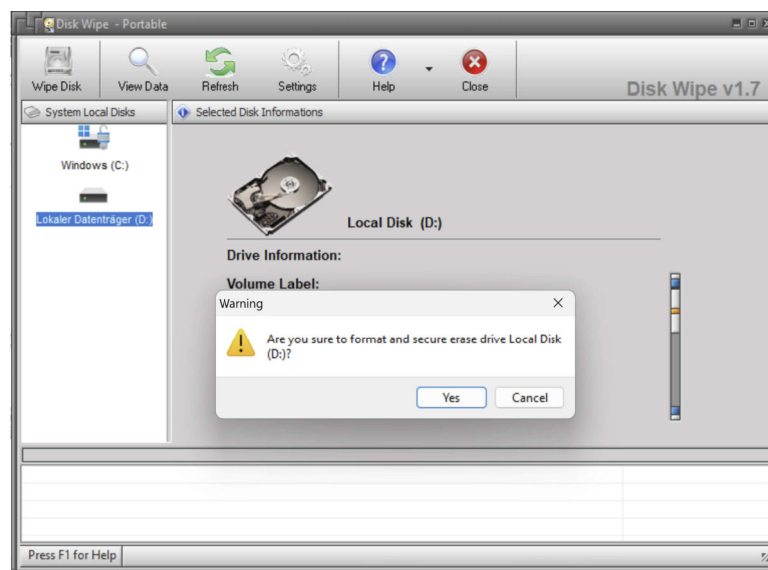 Disk Wipe - Portable
Wipe Disk
View Data
Refresh
Settings
Help
Close
Disk Wipe v1.7
System Local Disks
Selected Disk Informations
Windows (C:)
Lokaler Datenträger (D:)
Local Disk (D:)
Drive Information:
Volume Label:
Warning
Are you sure to format and secure erase drive Local Disk
(D:)?
Yes
Cancel
Press F1 for Help